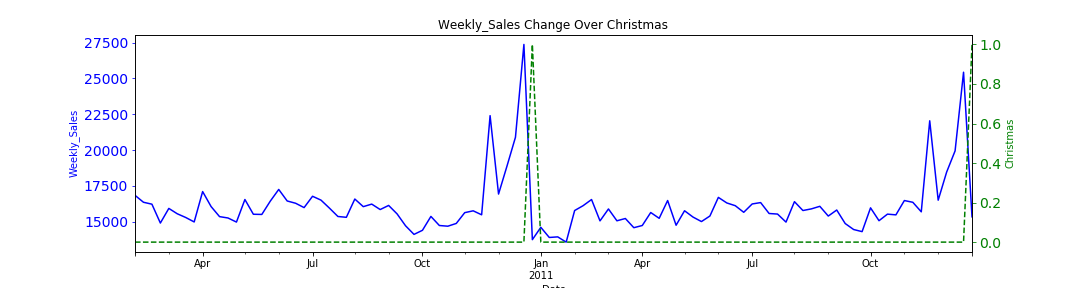 Weekly_Sales Change Over Christmas
27500
25000
22500
20000
17500
15000
Weekly_Sales
1.0
0.8
0.6
0.4
0.2
0.0
Christmas
Apr Jul Oct Jan Apr Jul Oct
2011
Date